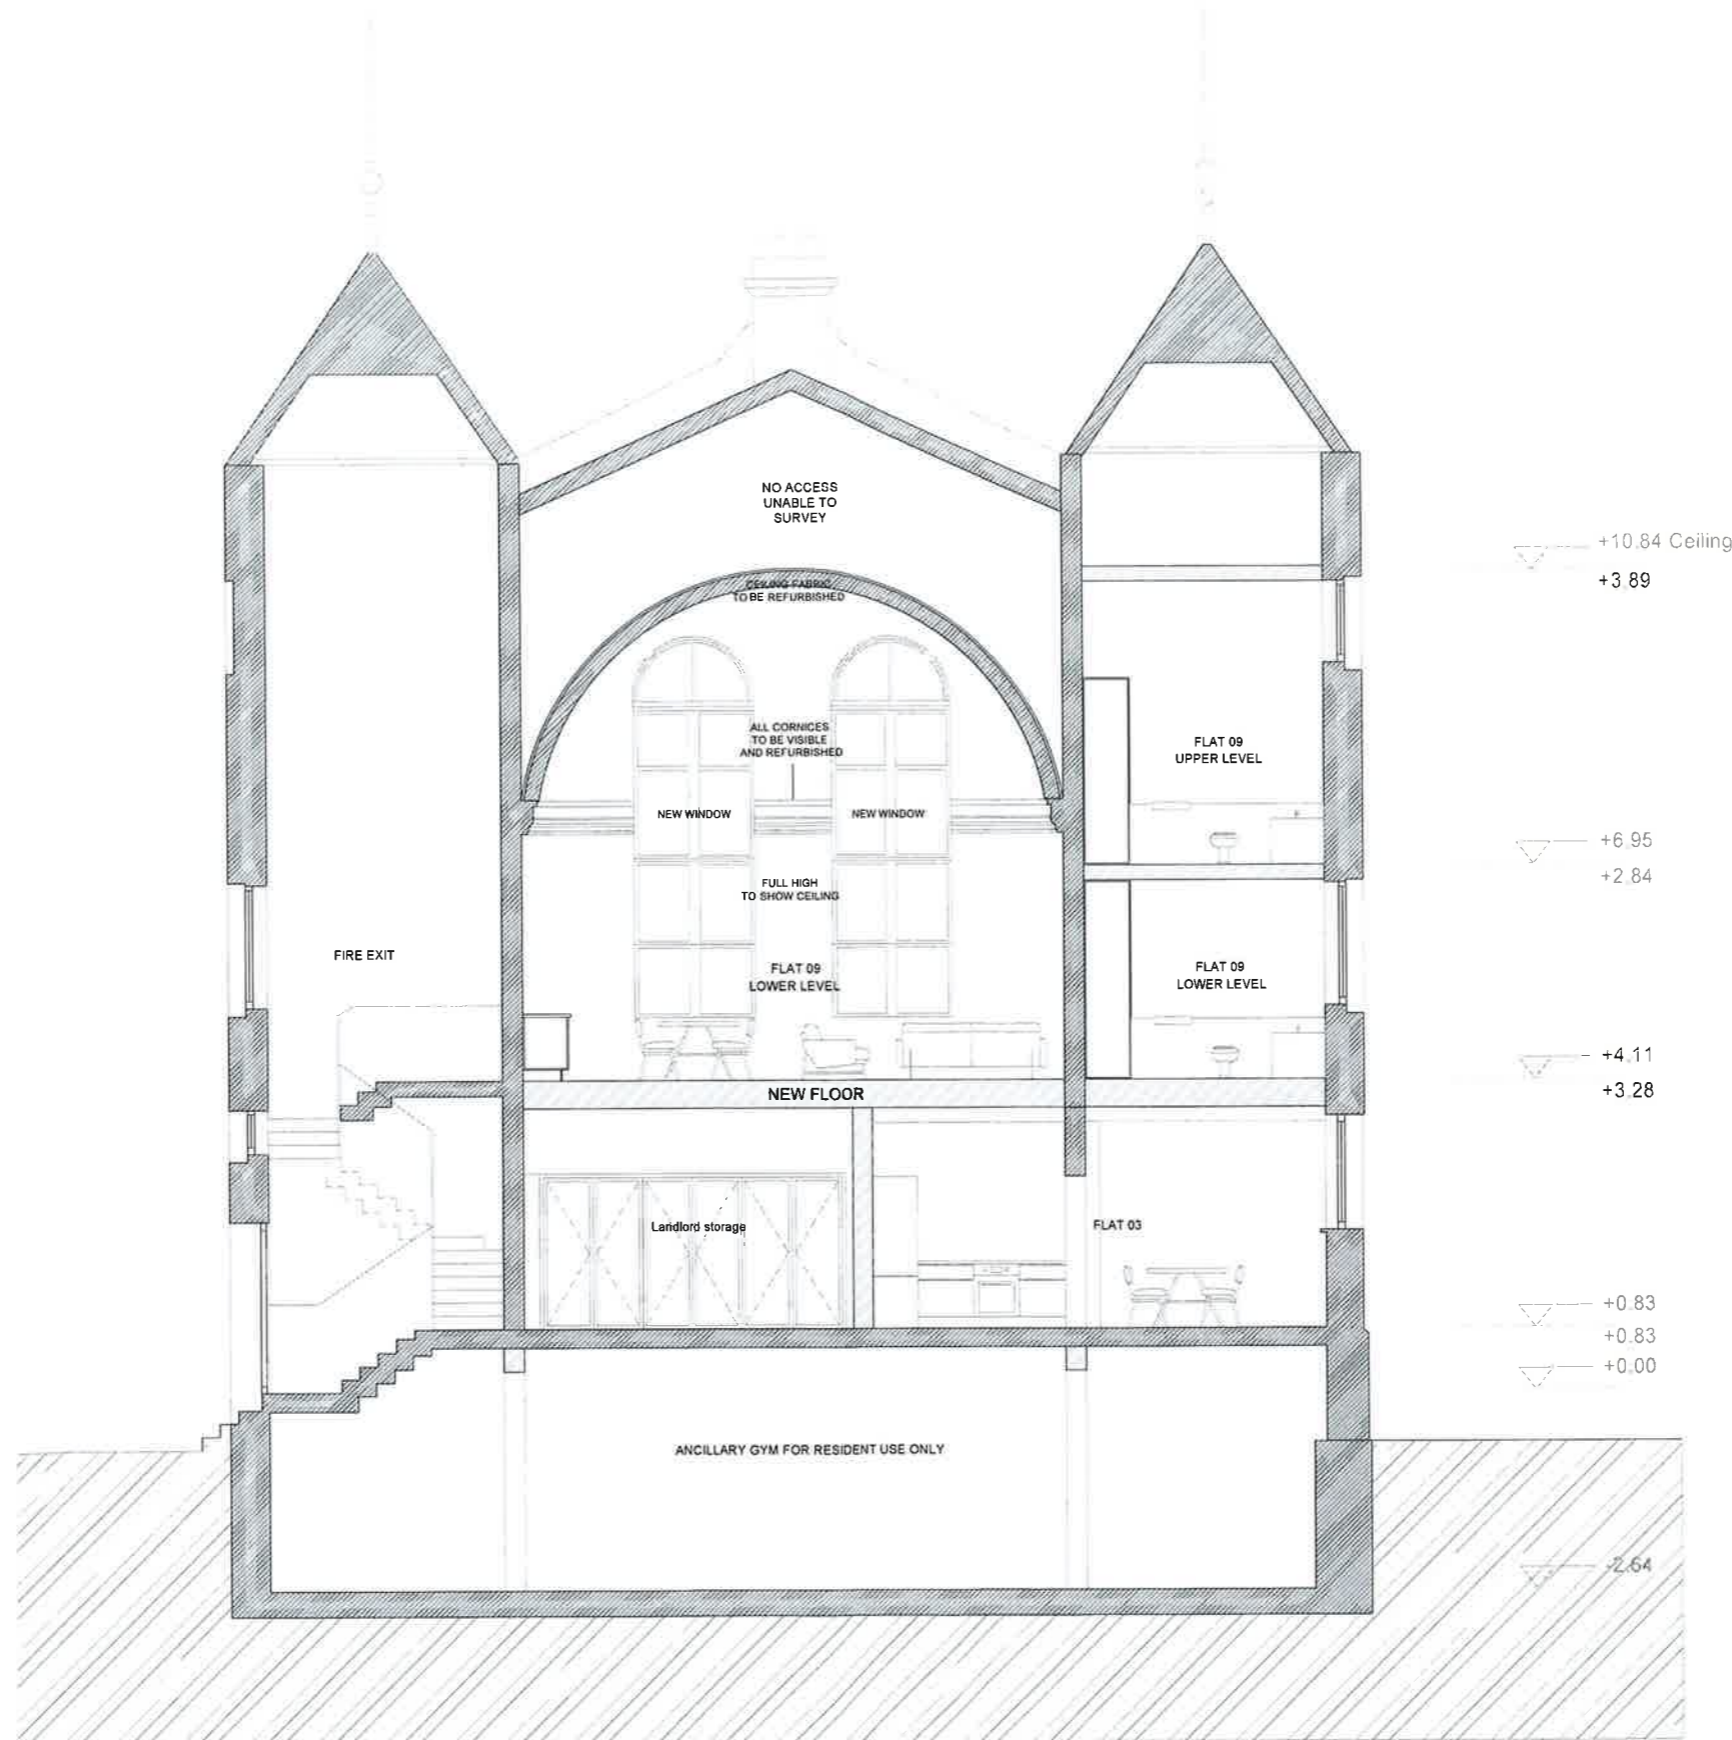 NO ACCESS
UNABLE TO
SURVEY
+10.84 Ceiling
+3.89
CEILING FABRIC
TO BE REFURBISHED
ALL CORNICES
TO BE VISIBLE
AND REFURBISHED
FLAT 09
UPPER LEVEL
NEW WINDOW
NEW WINDOW
+6.95
+2.84
FULL HIGH
TO SHOW CEILING
FIRE EXIT
FLAT 09
LOWER LEVEL
FLAT 09
LOWER LEVEL
+4.11
+3.28
NEW FLOOR
Landlord storage
FLAT 03
+0.83
+0.83
+0.00
ANCILLARY GYM FOR RESIDENT USE ONLY
-2.64